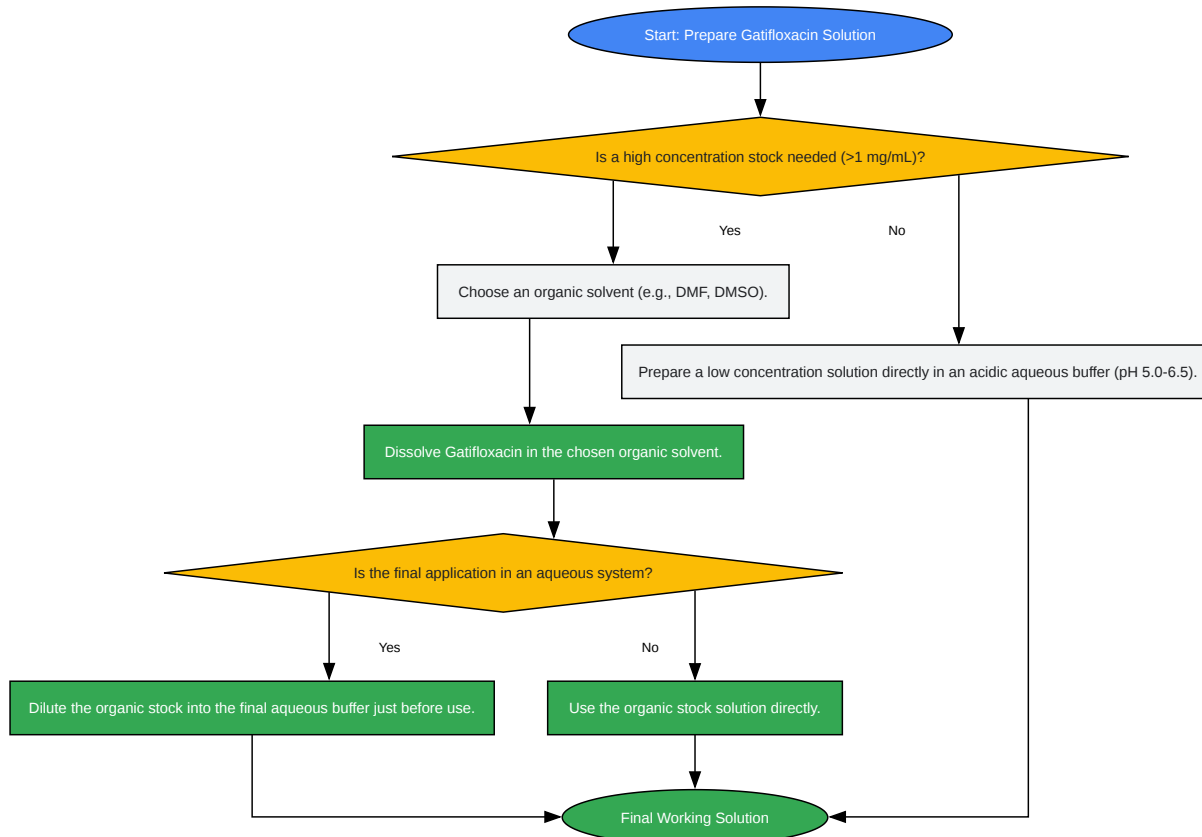 Start: Prepare Gatifloxacin Solution
Is a high concentration stock needed (>1 mg/mL)?
Yes
No
Choose an organic solvent (e.g., DMF, DMSO).
Prepare a low concentration solution directly in an acidic aqueous buffer (pH 5.0-6.5).
Dissolve Gatifloxacin in the chosen organic solvent.
Is the final application in an aqueous system?
Yes
No
Dilute the organic stock into the final aqueous buffer just before use.
Use the organic stock solution directly.
Final Working Solution